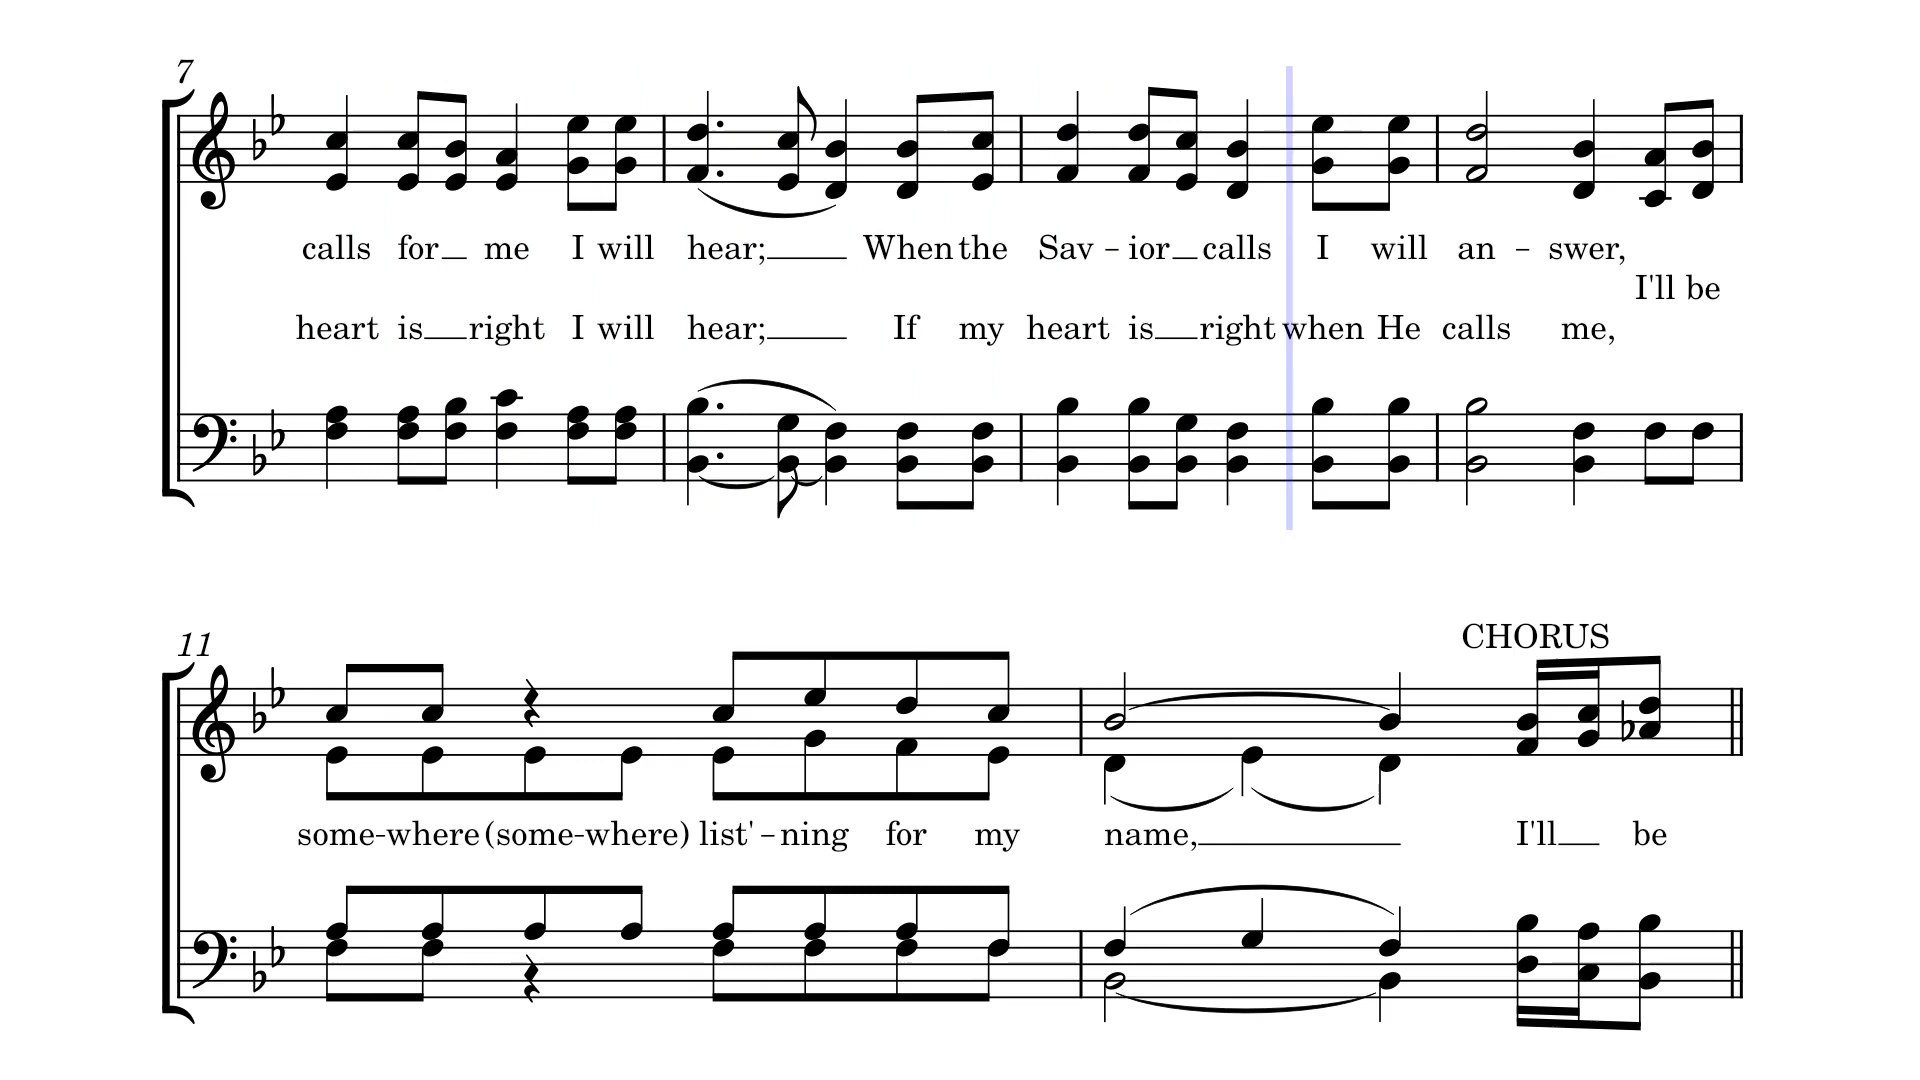 7
calls for me I will hear; When the Sav - ior calls I will an - swer,
I'll be
heart is right I will hear; If my heart is right when He calls me,
11
CHORUS
some-where (some-where) list' - ning for my name, I'll be